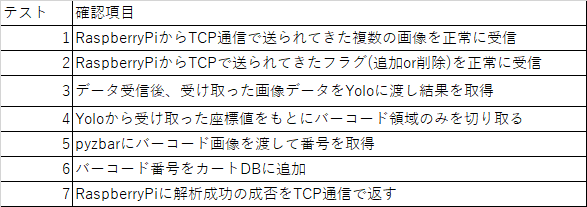 テスト 確認項目
1 RaspberryPiからTCP通信で送られてきた複数の画像を正常に受信
2 RaspberryPiからTCPで送られてきたフラグ(追加or削除)を正常に受信
3 データ受信後、受け取った画像データをYoloに渡し結果を取得
4 Yoloから受け取った座標値をもとにバーコード領域のみを切り取る
5 pyzbarにバーコード画像を渡して番号を取得
6 バーコード番号をカートDBに追加
7 RaspberryPiに解析成功の成否をTCP通信で返す